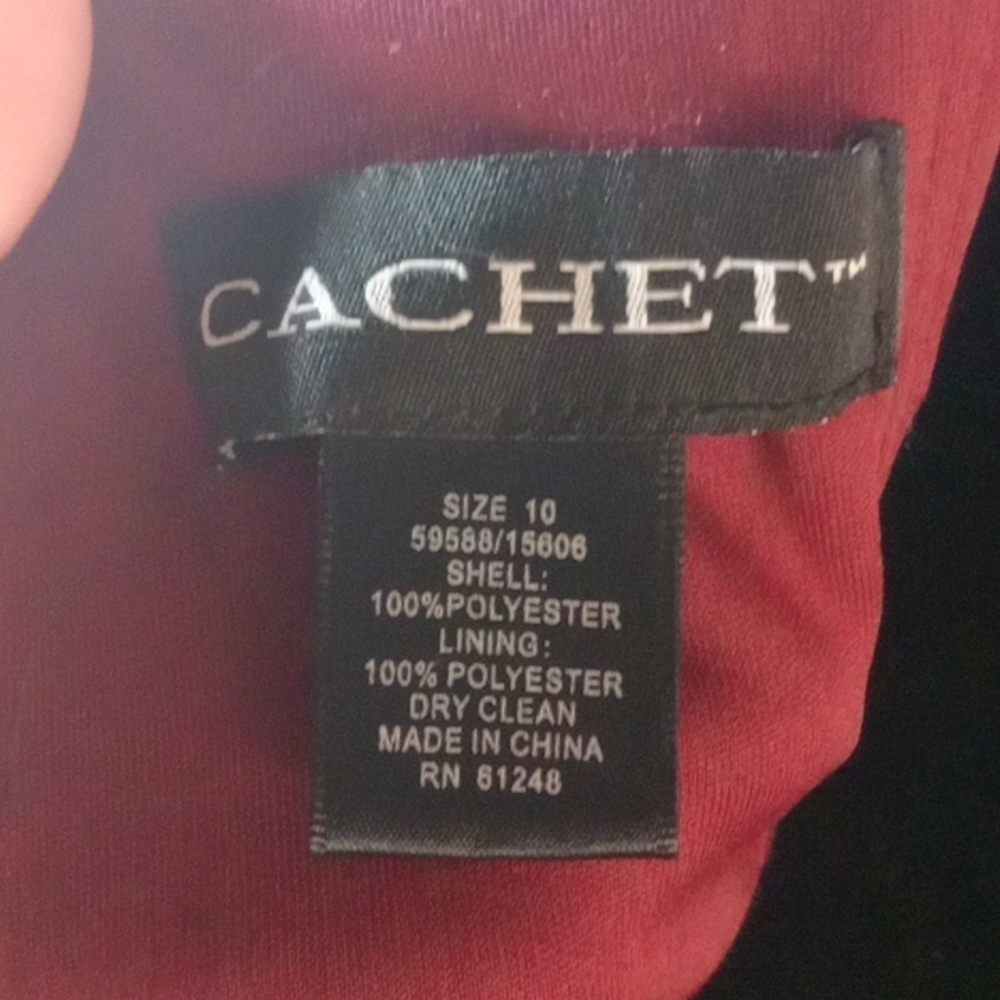 CACHET™
SIZE 10
59588/15606
SHELL:
100%POLYESTER
LINING:
100% POLYESTER
DRY CLEAN
MADE IN CHINA
RN 61248